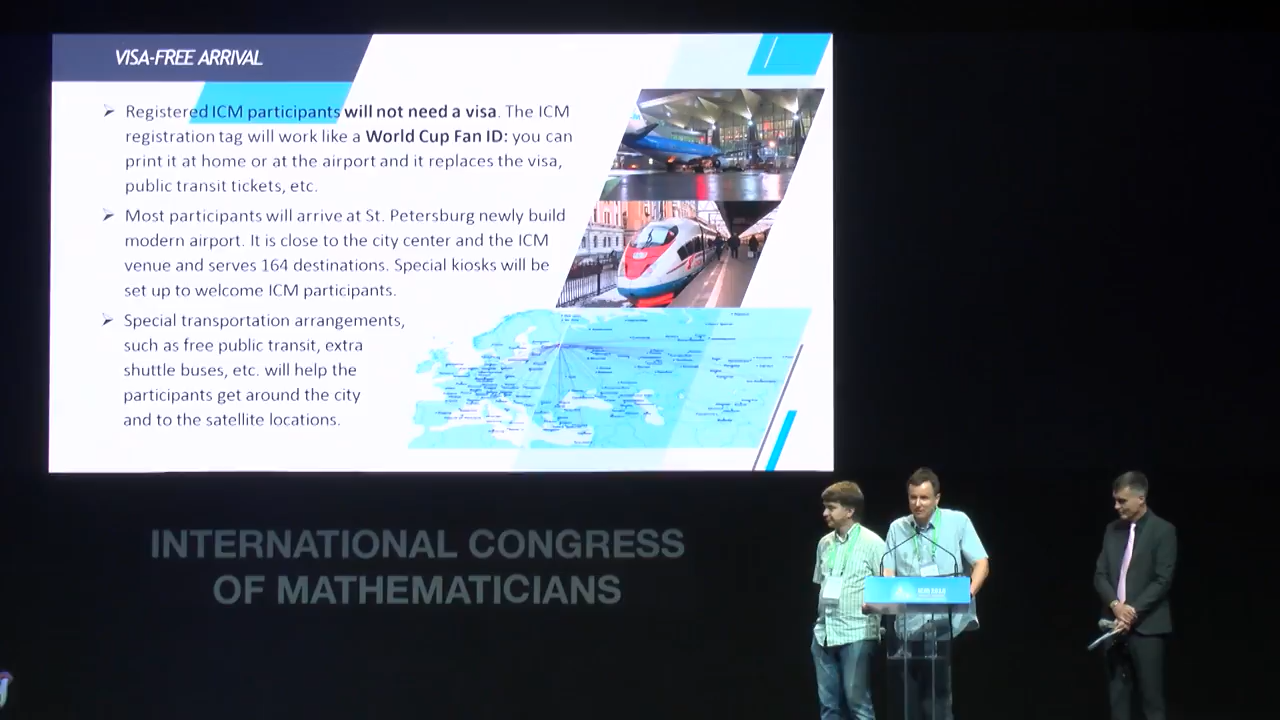 VISA-FREE ARRIVAL
➢ Registered ICM participants will not need a visa. The ICM
registration tag will work like a World Cup Fan ID: you can
print it at home or at the airport and it replaces the visa,
public transit tickets, etc.
➢ Most participants will arrive at St. Petersburg newly build
modern airport. It is close to the city center and the ICM
venue and serves 164 destinations. Special kiosks will be
set up to welcome ICM participants.
➢ Special transportation arrangements,
such as free public transit, extra
shuttle buses, etc. will help the
participants get around the city
and to the satellite locations.
INTERNATIONAL CONGRESS
OF MATHEMATICIANS
ICM 2018